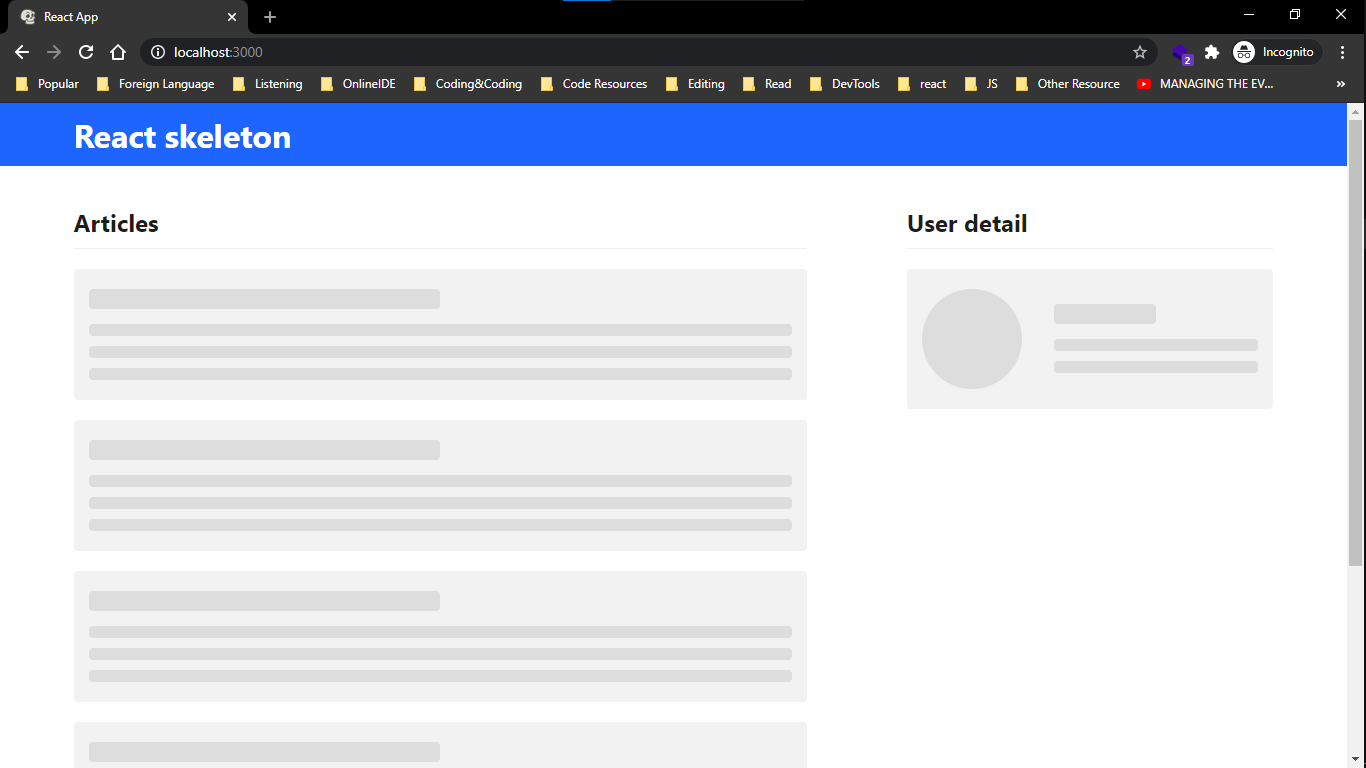 React App
localhost:3000
2
Incognito
Popular Foreign Language Listening OnlineIDE Coding&Coding Code Resources Editing Read DevTools react JS Other Resource MANAGING THE EV...
React skeleton
Articles
User detail